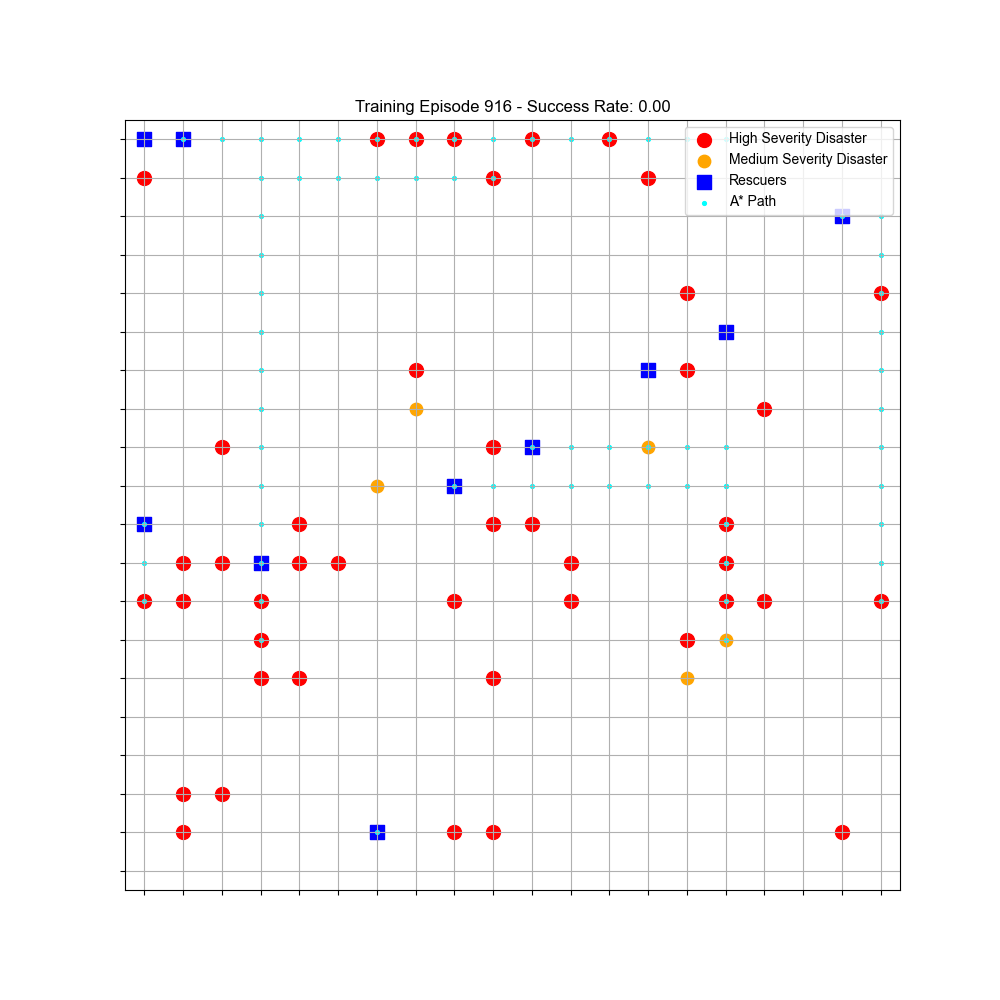 Training Episode 916 - Success Rate: 0.00
High Severity Disaster
Medium Severity Disaster
Rescuers
A* Path